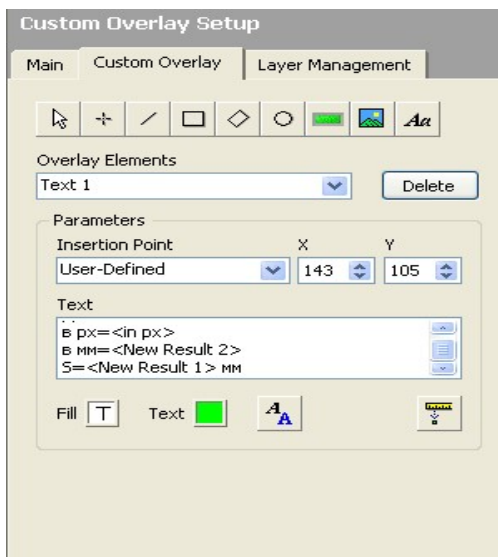 Custom Overlay Setup
Main Custom Overlay Layer Management
Aa
Overlay Elements
Text 1 Delete
Parameters
Insertion Point X Y
User-Defined 143 105
Text
в px=<in px>
в мм=<New Result 2>
S=<New Result 1> мм
Fill T Text A A